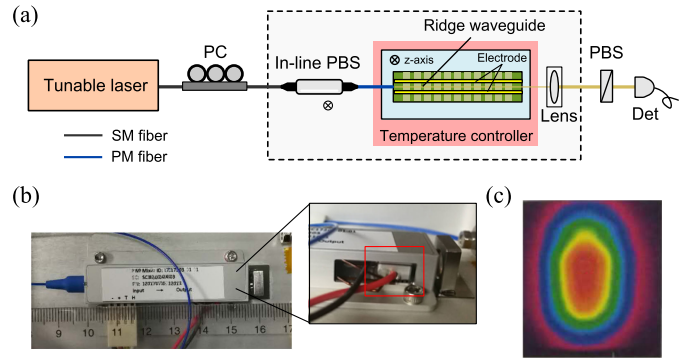 (a)
PC
In-line PBS
Ridge waveguide
z-axis
Electrode
PBS
Tunable laser
Lens
Det
Temperature controller
SM fiber
PM fiber
(b)
(c)
Input → Output
- + T H
9 10 11 12 13 14 15 16 17